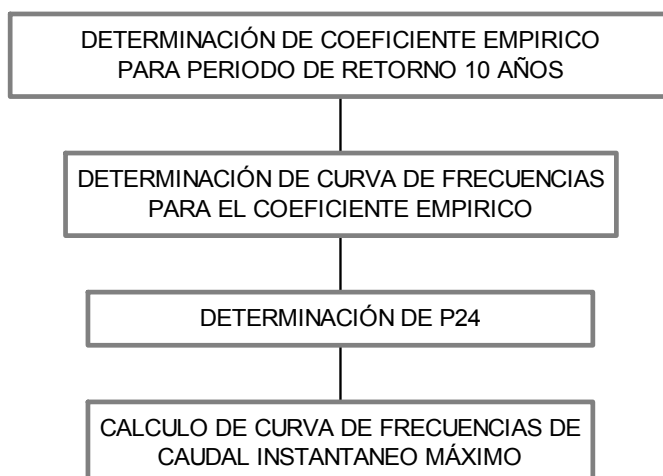 DETERMINACIÓN DE COEFICIENTE EMPIRICO
PARA PERIODO DE RETORNO 10 AÑOS
DETERMINACIÓN DE CURVA DE FRECUENCIAS
PARA EL COEFICIENTE EMPIRICO
DETERMINACIÓN DE P24
CALCULO DE CURVA DE FRECUENCIAS DE
CAUDAL INSTANTANEO MÁXIMO